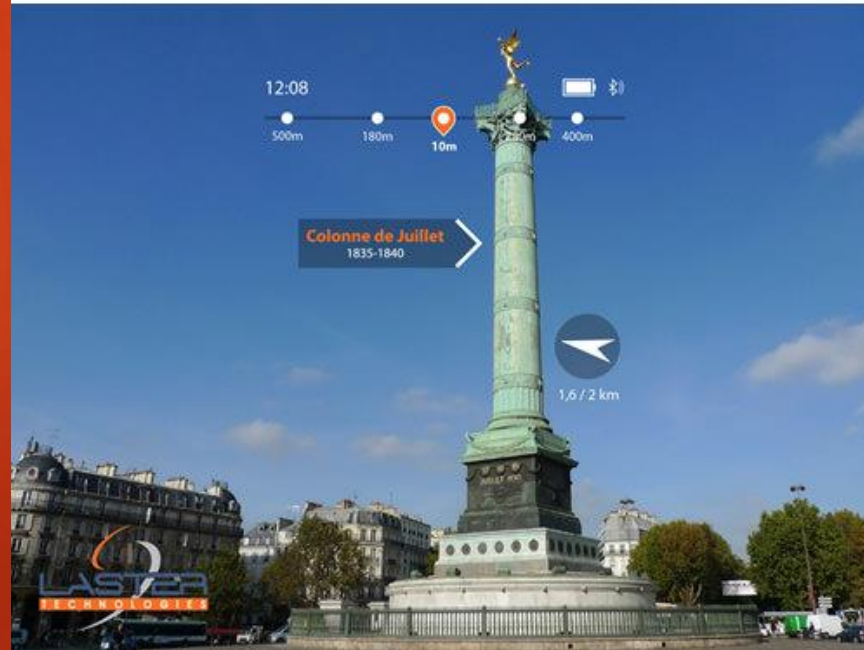 12:08
500m
180m
10m
400m
Colonne de Juillet
1835-1840
1,6 / 2 km
LASTER
TECHNOLOGIES